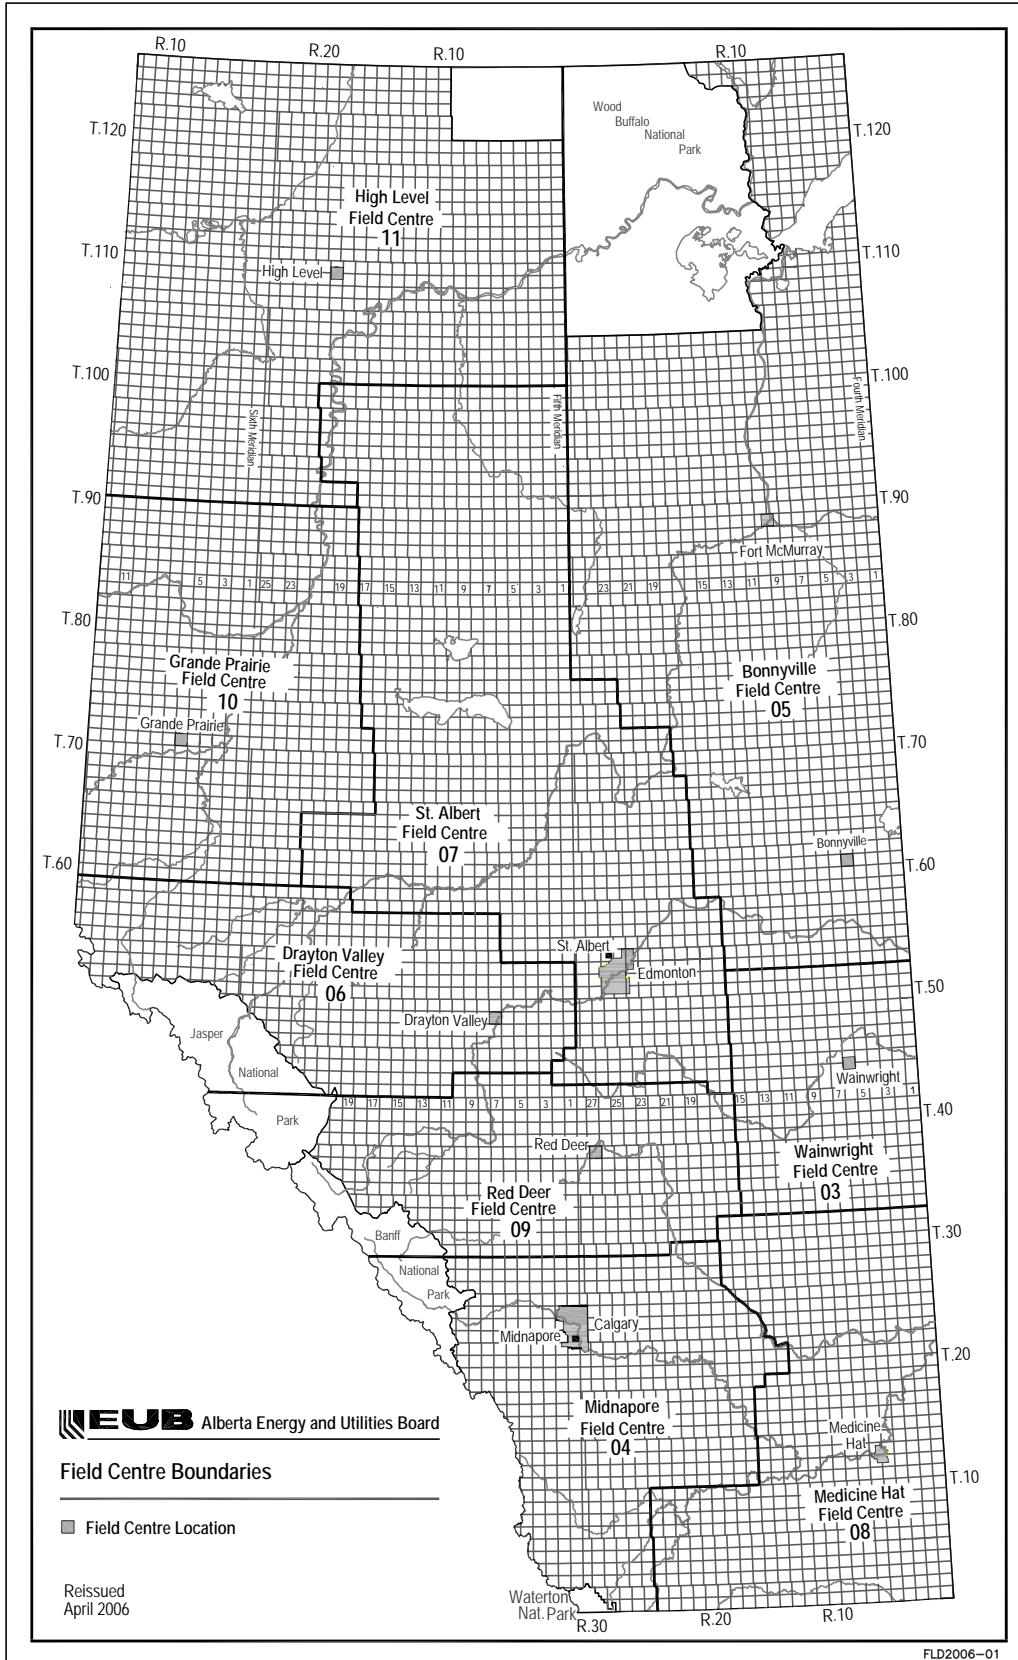 R.10
R.20
R.10
R.10
T.120
Wood
Buffalo
National
Park
T.120
High Level
Field Centre
11
T.110
T.110
High Level
T.100
T.100
Sixth Meridian
Fifth Meridian
Fourth Meridian
T.90
T.90
Fort McMurray
11 5 3 1 25 23 19 17 15 13 11 9 7 5 3 1 23 21 19 15 13 11 9 7 5 3 1
T.80
T.80
Grande Prairie
Field Centre
10
Bonnyville
Field Centre
05
Grande Prairie
T.70
T.70
St. Albert
Field Centre
07
Bonnyville
T.60
T.60
St. Albert
Edmonton
Drayton Valley
Field Centre
06
T.50
Drayton Valley
Jasper
National
Park
Wainwright
19 17 15 13 11 9 7 5 3 1 27 25 23 21 19 15 13 11 9 7 5 3 1
T.40
Red Deer
Wainwright
Field Centre
03
Red Deer
Field Centre
09
T.30
Banff
National
Park
Calgary
Midnapore
T.20
Midnapore
Field Centre
04
Medicine
Hat
T.10
Medicine Hat
Field Centre
08
EUB Alberta Energy and Utilities Board
Field Centre Boundaries
Field Centre Location
Reissued
April 2006
Waterton
Nat. Park
R.30
R.20
R.10
FLD2006-01